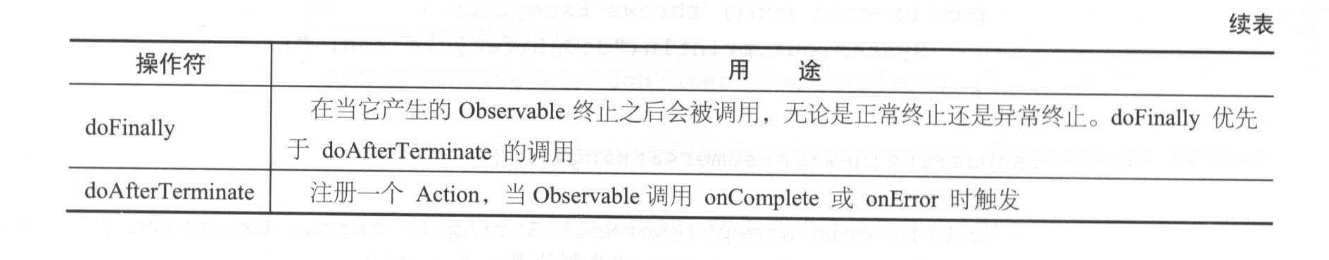 续表
操作符 用 途
doFinally 在当它产生的 Observable 终止之后会被调用，无论是正常终止还是异常终止。doFinally 优先
于 doAfterTerminate 的调用
doAfterTerminate 注册一个 Action，当 Observable 调用 onComplete 或 onError 时触发